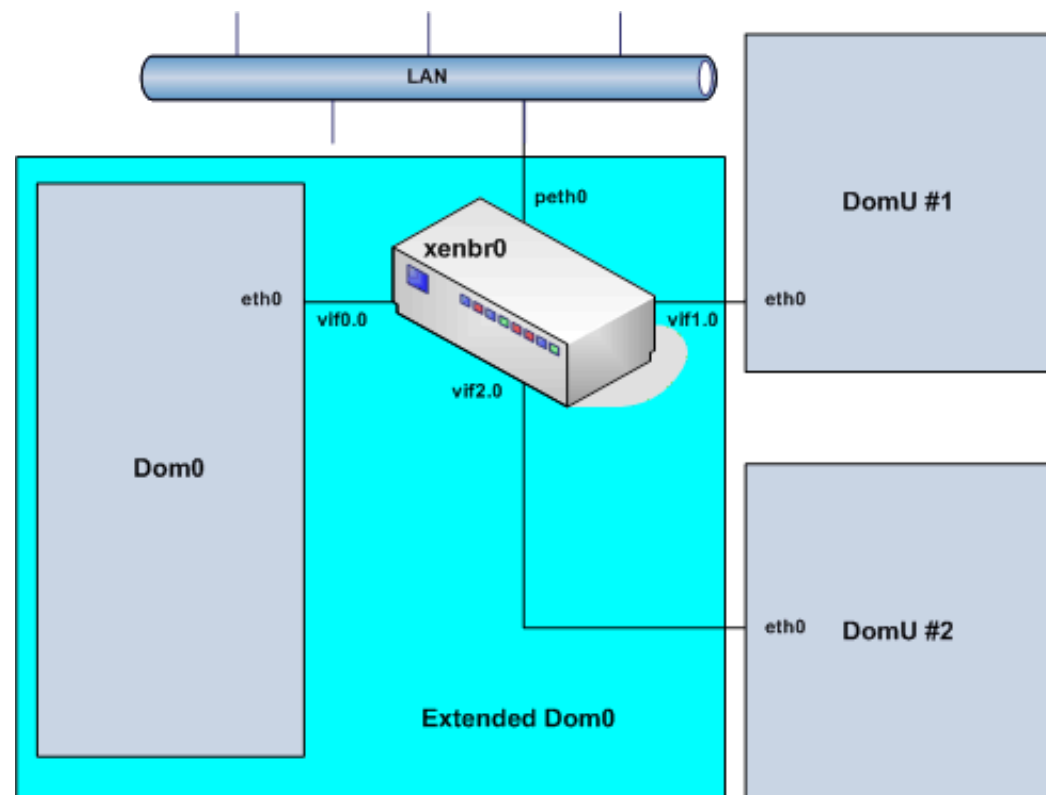 LAN
peth0
DomU #1
xenbr0
eth0
vif0.0
vif1.0
eth0
vif2.0
Dom0
eth0
DomU #2
Extended Dom0